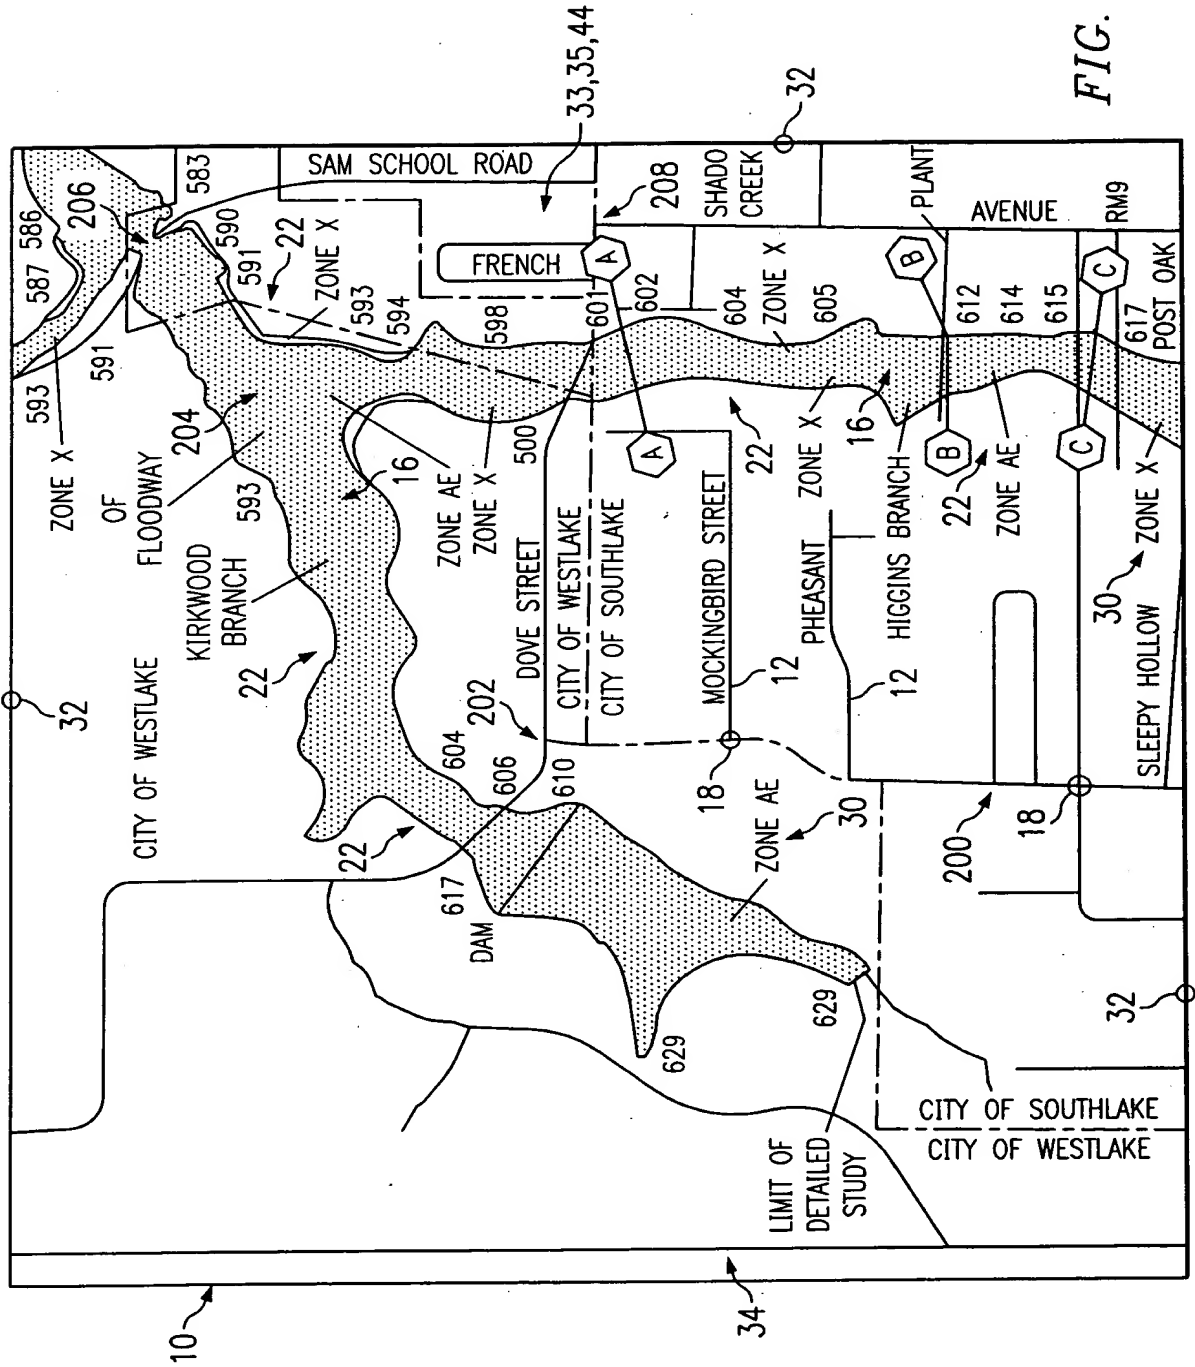 10
34
32
CITY OF WESTLAKE
32
ZONE X
OF
FLOODWAY
593
587
586
206
583
591
204
593
KIRKWOOD
BRANCH
22
22
16
590
591
22
ZONE X
593
594
598
SAM SCHOOL ROAD
FRENCH
33,35,44
208
ZONE AE
ZONE X
500
601
602
A
A
604
606
610
202
617
DAM
DOVE STREET
CITY OF WESTLAKE
CITY OF SOUTHLAKE
MOCKINGBIRD STREET
12
18
22
604
ZONE X
605
SHADO
CREEK
32
ZONE X
16
PHEASANT
12
HIGGINS BRANCH
B
B
PLANT
AVENUE
612
614
615
22
ZONE AE
C
C
RM9
617
POST OAK
ZONE X
30
SLEEPY HOLLOW
ZONE AE
30
200
18
629
629
LIMIT OF
DETAILED
STUDY
CITY OF SOUTHLAKE
CITY OF WESTLAKE
32
FIG.